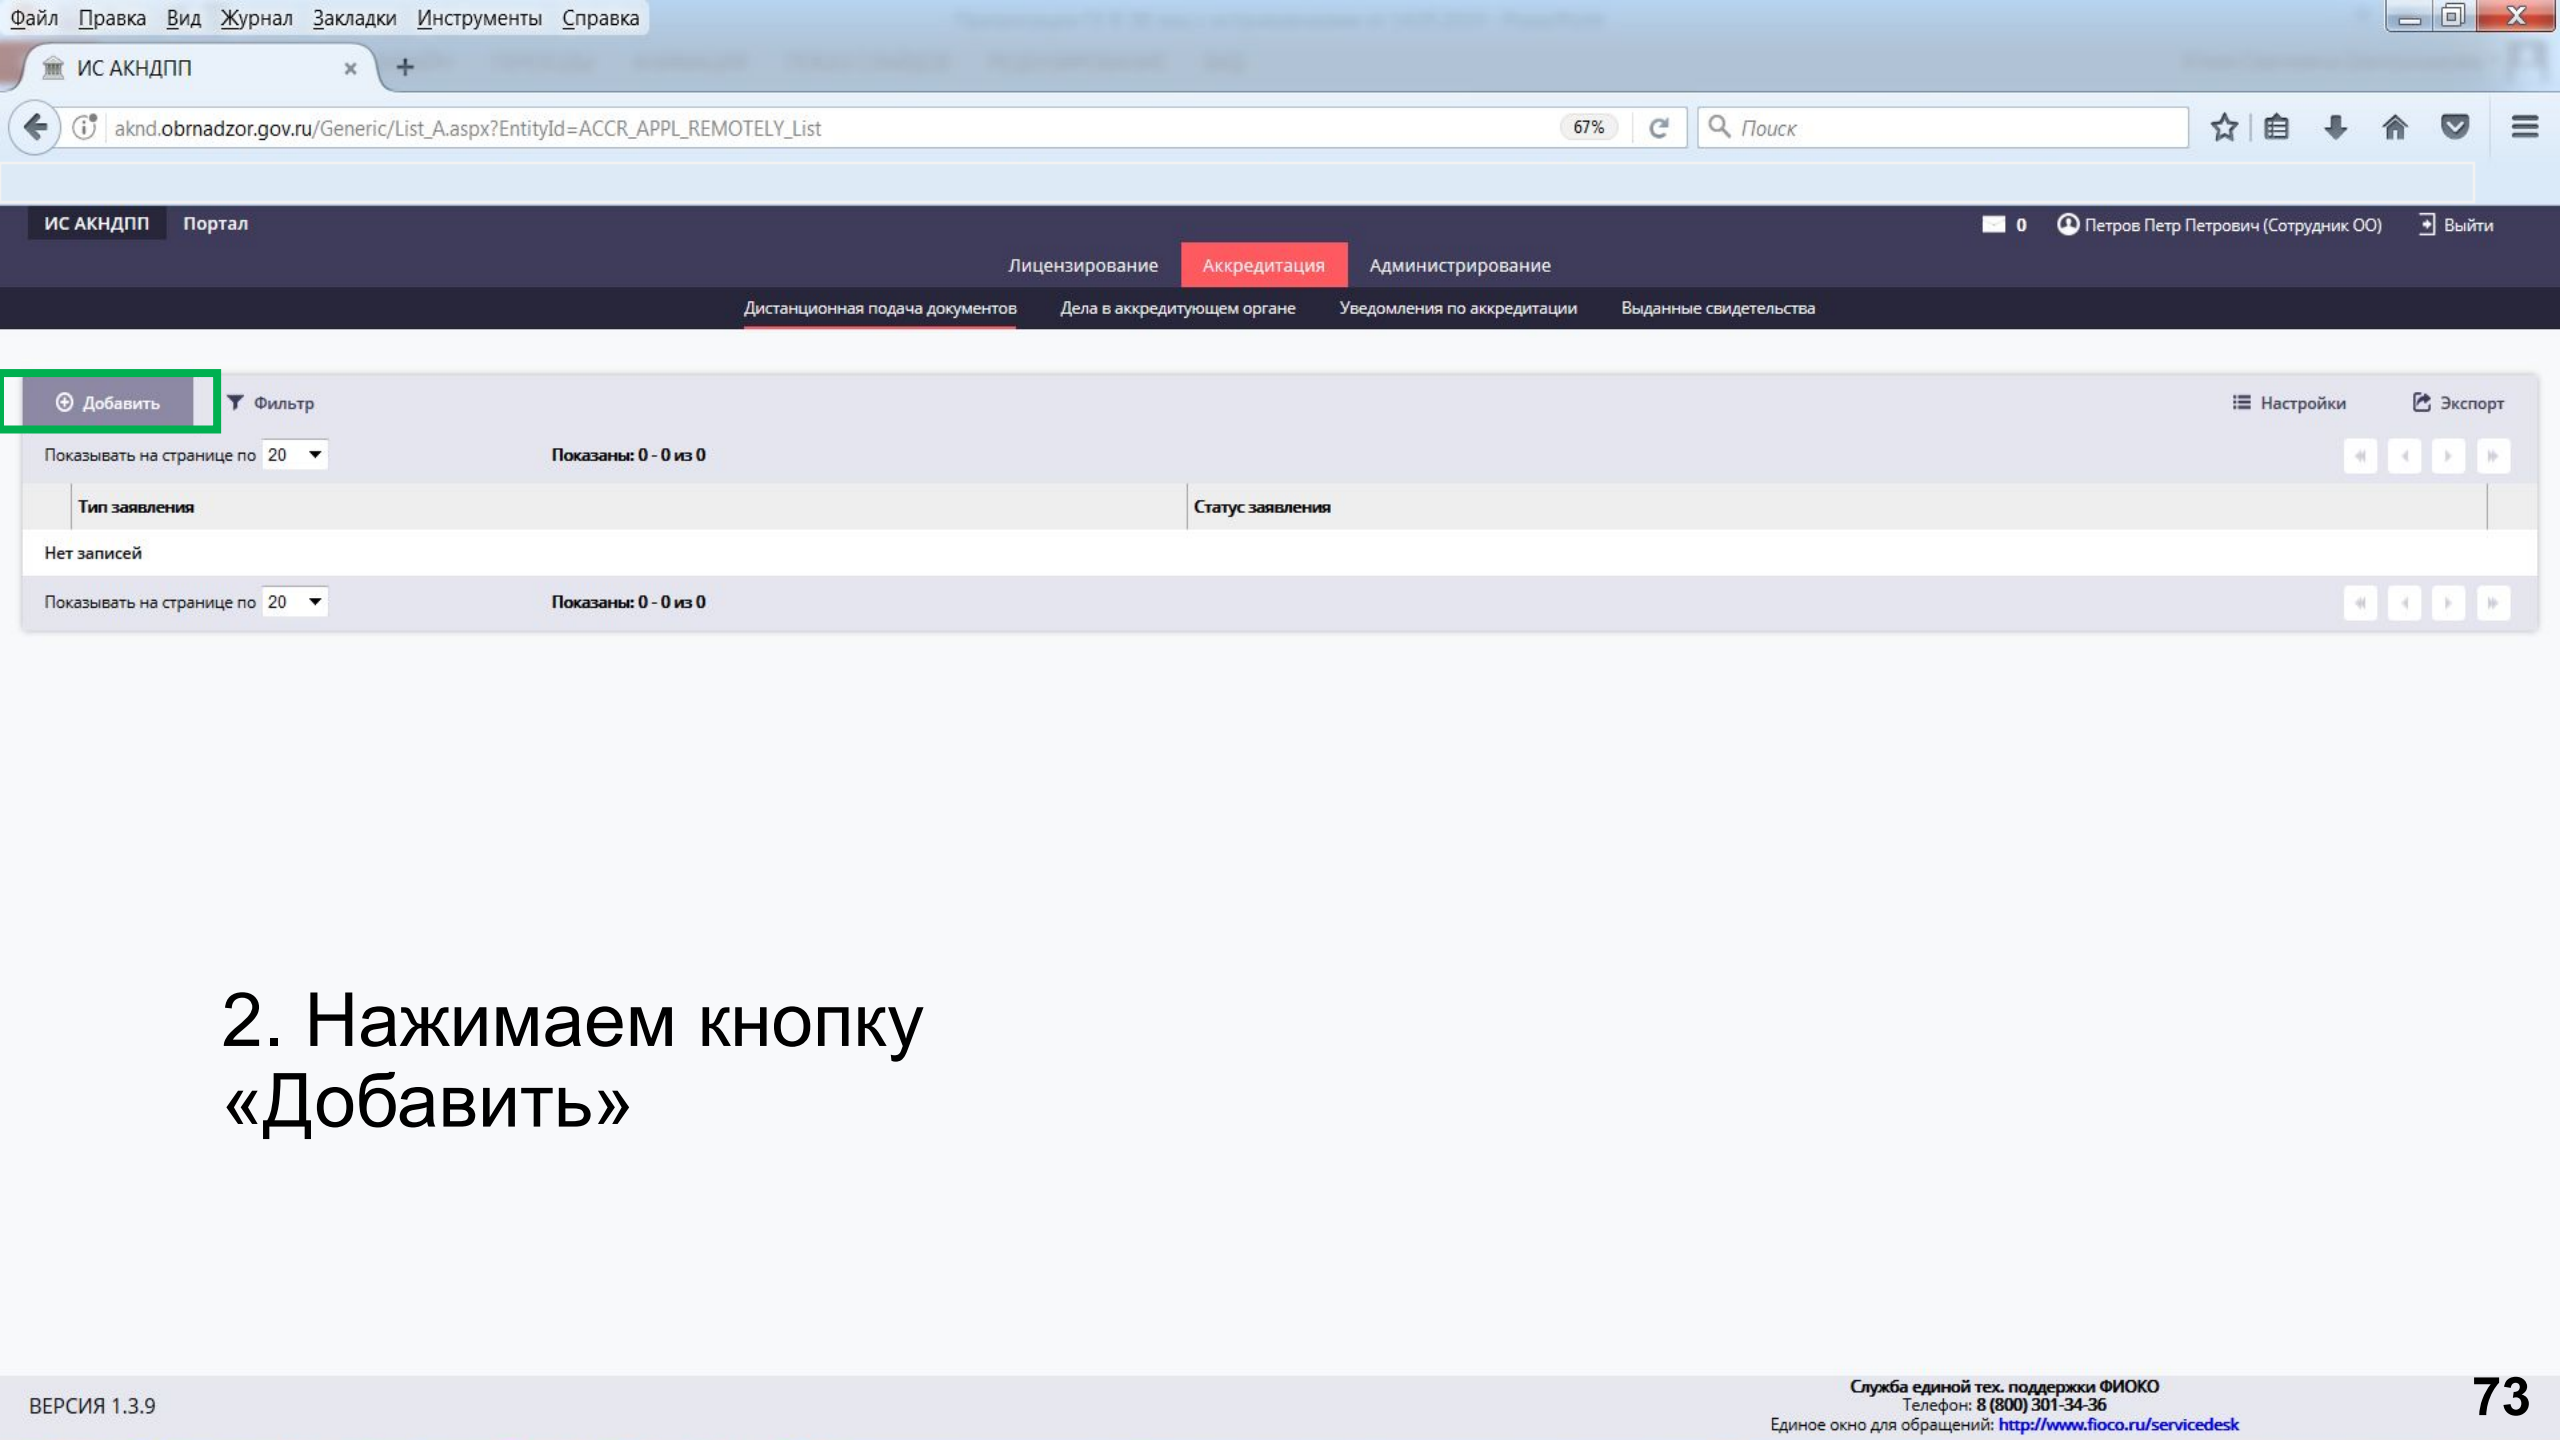 Файл Правка Вид Журнал Закладки Инструменты Справка
ИС АКНДПП
aknd.obrnadzor.gov.ru/Generic/List_A.aspx?EntityId=ACCR_APPL_REMOTELY_List 67% Поиск
ИС АКНДПП Портал 0 Петров Петр Петрович (Сотрудник ОО) Выйти
Лицензирование Аккредитация Администрирование
Дистанционная подача документов Дела в аккредитующем органе Уведомления по аккредитации Выданные свидетельства
Добавить Фильтр Настройки Экспорт
Показывать на странице по 20 Показаны: 0 - 0 из 0
Тип заявления Статус заявления
Нет записей
Показывать на странице по 20 Показаны: 0 - 0 из 0
2. Нажимаем кнопку
«Добавить»
ВЕРСИЯ 1.3.9
Служба единой тех. поддержки ФИОКО
Телефон: 8 (800) 301-34-36
Единое окно для обращений: http://www.fioco.ru/servicedesk
73